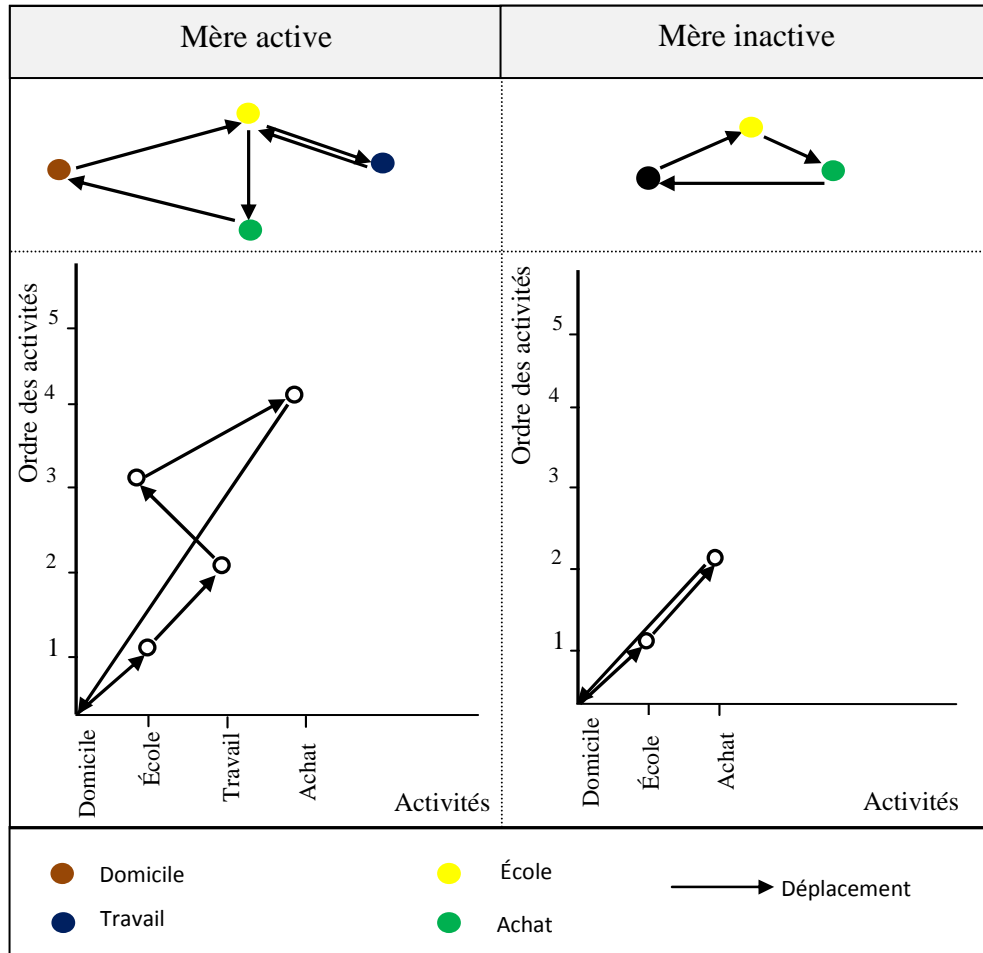 Mère active
Mère inactive
Ordre des activités
5
4
3
2
1
Domicile
École
Travail
Achat
Activités
Ordre des activités
5
4
3
2
1
Domicile
École
Achat
Activités
Domicile
École
Déplacement
Travail
Achat